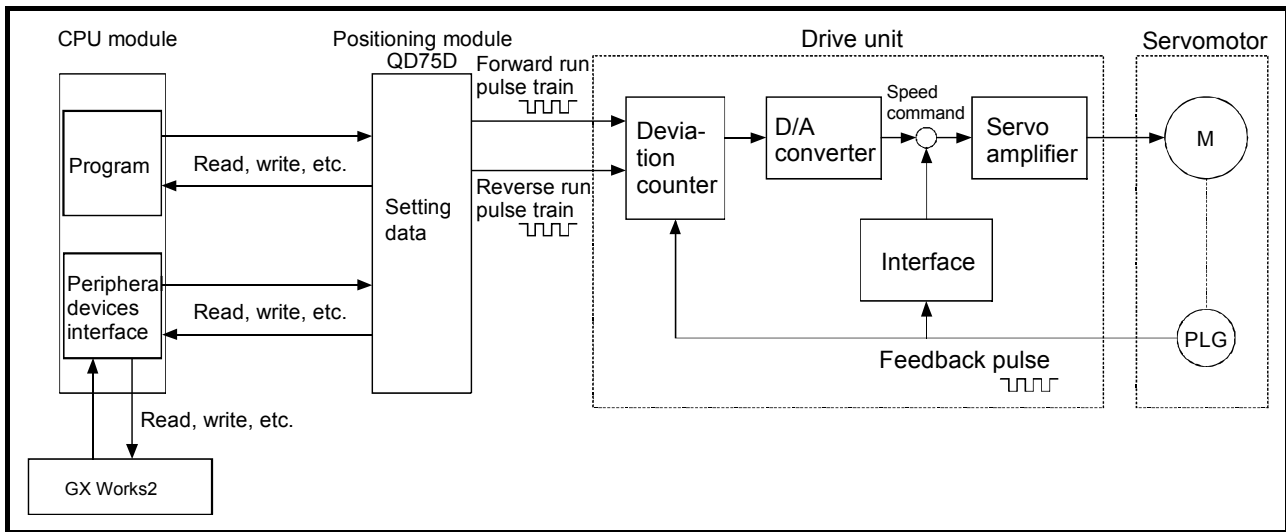 CPU module
Program
Read, write, etc.
Peripheral
devices
interface
Read, write, etc.
Read, write, etc.
GX Works2
Positioning module
QD75D
Setting
data
Forward run
pulse train
Reverse run
pulse train
Drive unit
Devia-
tion
counter
D/A
converter
Speed
command
Servo
amplifier
Interface
Feedback pulse
Servomotor
M
PLG